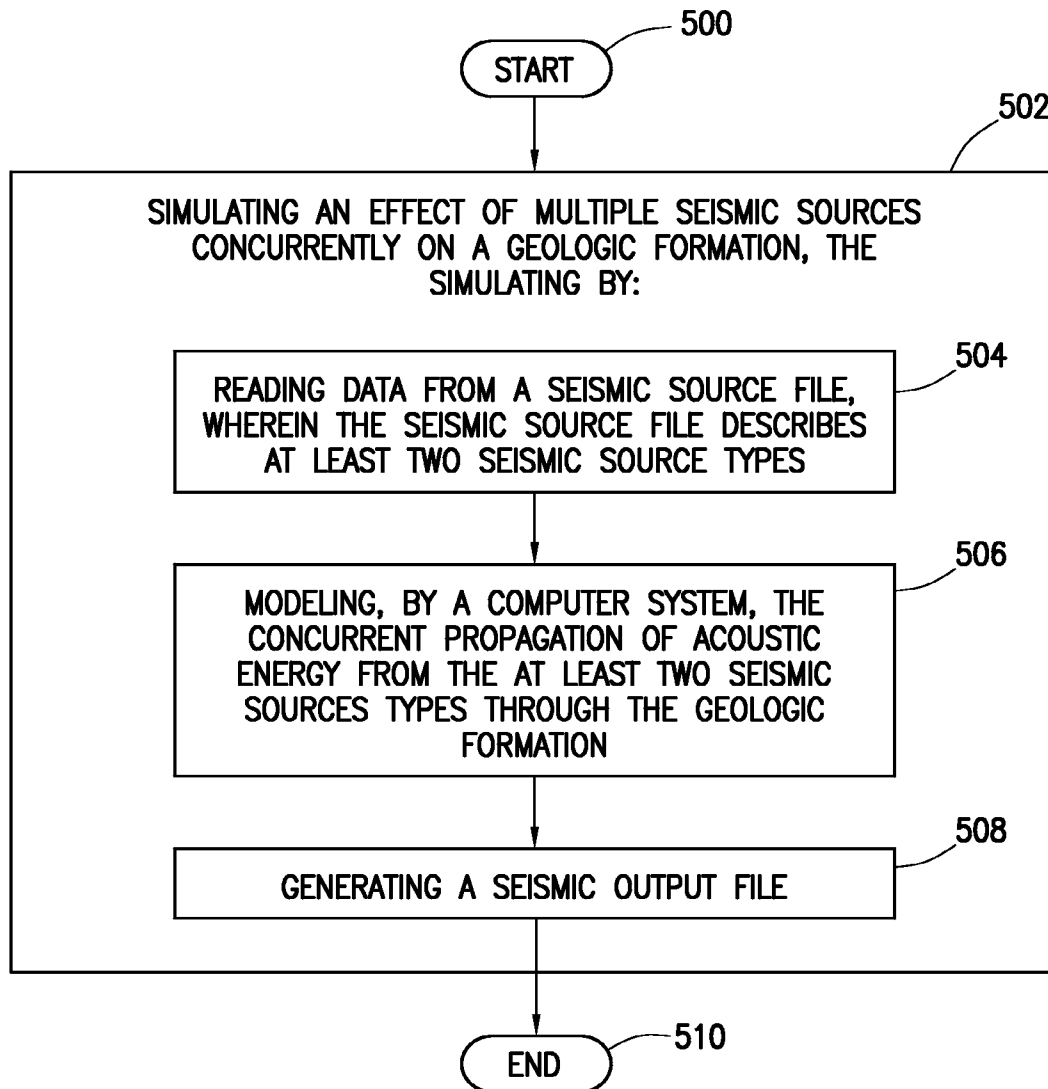 500
START
502
SIMULATING AN EFFECT OF MULTIPLE SEISMIC SOURCES
CONCURRENTLY ON A GEOLOGIC FORMATION, THE
SIMULATING BY:
504
READING DATA FROM A SEISMIC SOURCE FILE,
WHEREIN THE SEISMIC SOURCE FILE DESCRIBES
AT LEAST TWO SEISMIC SOURCE TYPES
506
MODELING, BY A COMPUTER SYSTEM, THE
CONCURRENT PROPAGATION OF ACOUSTIC
ENERGY FROM THE AT LEAST TWO SEISMIC
SOURCES TYPES THROUGH THE GEOLOGIC
FORMATION
508
GENERATING A SEISMIC OUTPUT FILE
510
END